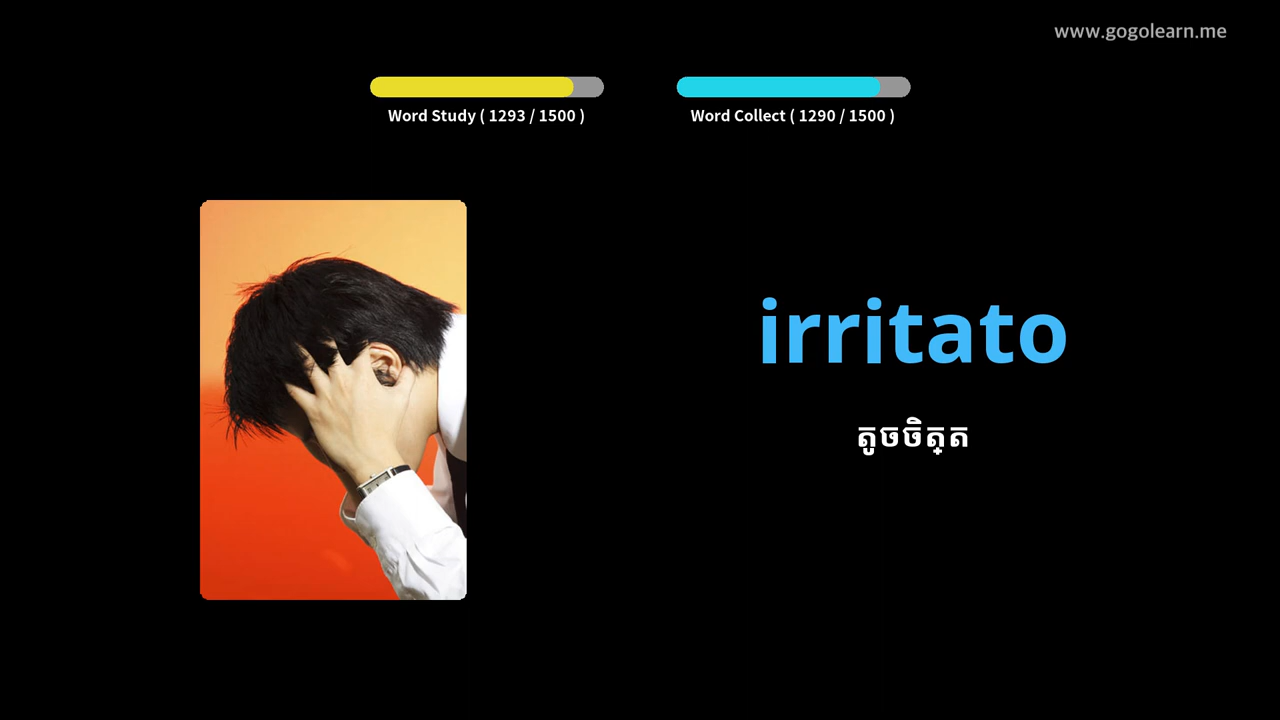 www.gogolearn.me
Word Study ( 1293 / 1500 )
Word Collect ( 1290 / 1500 )
irritato
តូចចិត្ត